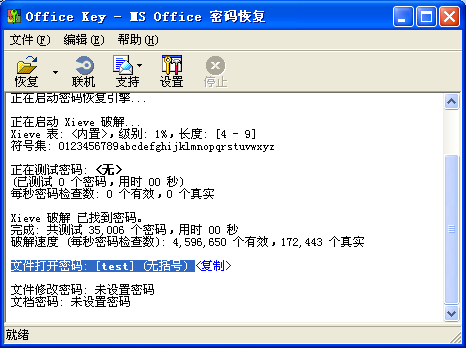 Office Key - MS Office 密码恢复
文件(F) 编辑(E) 帮助(H)
恢复 联机 支持 设置 停止
正在启动密码恢复引擎...
正在启动 Xieve 破解...
Xieve 表: <内置>，级别: 1%，长度: [4 - 9]
符号集: 0123456789abcdefghijklmnopqrstuvwxyz
正在测试密码: <无>
(已测试 0 个密码，用时 00 秒)
每秒密码检查数: 0 个有效，0 个真实
Xieve 破解 已找到密码。
完成: 共测试 35,006 个密码，用时 00 秒
破解速度 (每秒密码检查数): 4,596,650 个有效，172,443 个真实
文件打开密码: [test] (无括号) <复制>
文件修改密码: 未设置密码
文档密码: 未设置密码
就绪